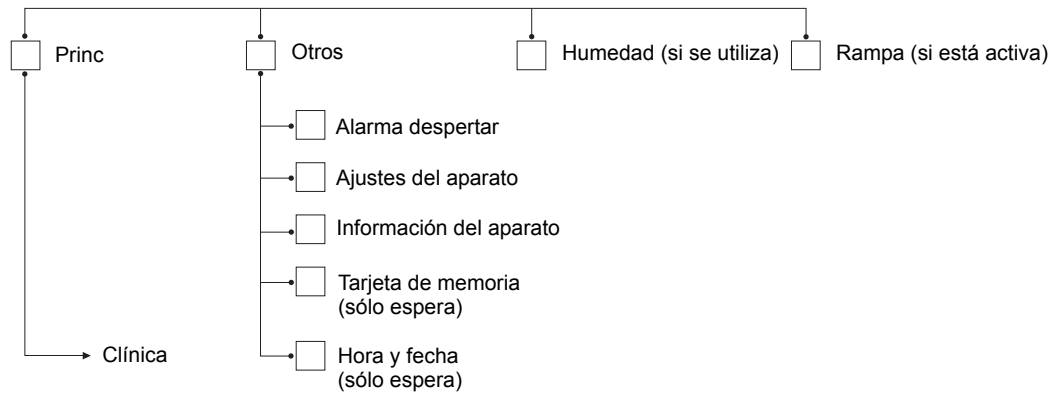 Princ
Otros
Humedad (si se utiliza)
Rampa (si está activa)
Alarma despertar
Ajustes del aparato
Información del aparato
Tarjeta de memoria
(sólo espera)
Clínica
Hora y fecha
(sólo espera)